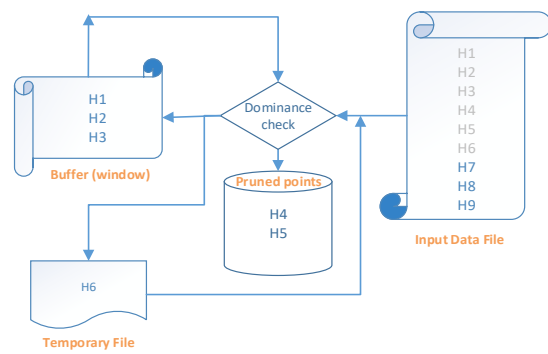 H1
H2
H3
Buffer (window)
Dominance
check
Pruned points
H4
H5
H6
Temporary File
H1
H2
H3
H4
H5
H6
H7
H8
H9
Input Data File